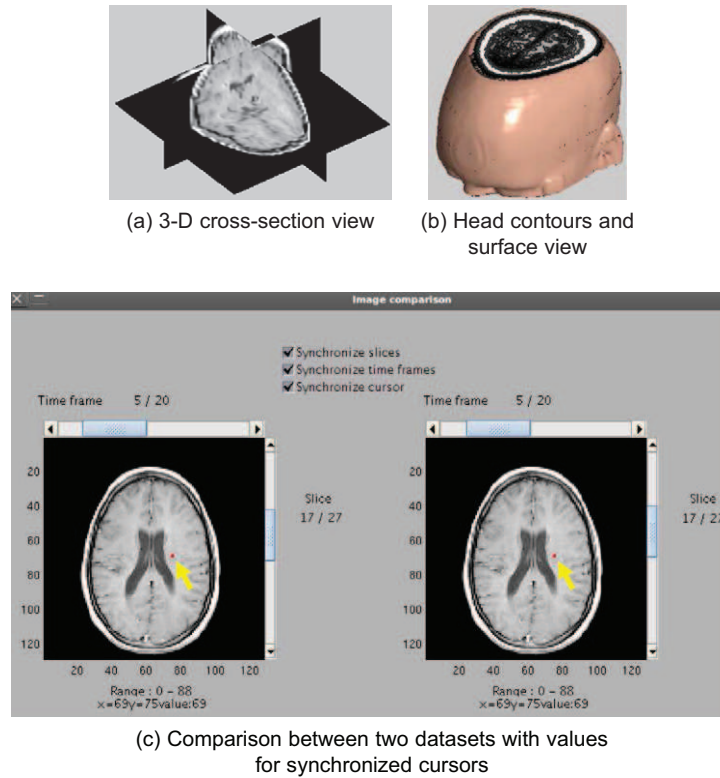 (a) 3-D cross-section view
(b) Head contours and
surface view
Image comparison
Synchronize slices
Synchronize time frames
Synchronize cursor
Time frame 5 / 20
Time frame 5 / 20
20
40
60
80
100
120
Slice
17 / 27
20 40 60 80 100 120
Range : 0 - 88
x=69y=75value:69
20
40
60
80
100
120
Slice
17 / 27
20 40 60 80 100 120
Range : 0 - 88
x=69y=75value:69
(c) Comparison between two datasets with values
for synchronized cursors